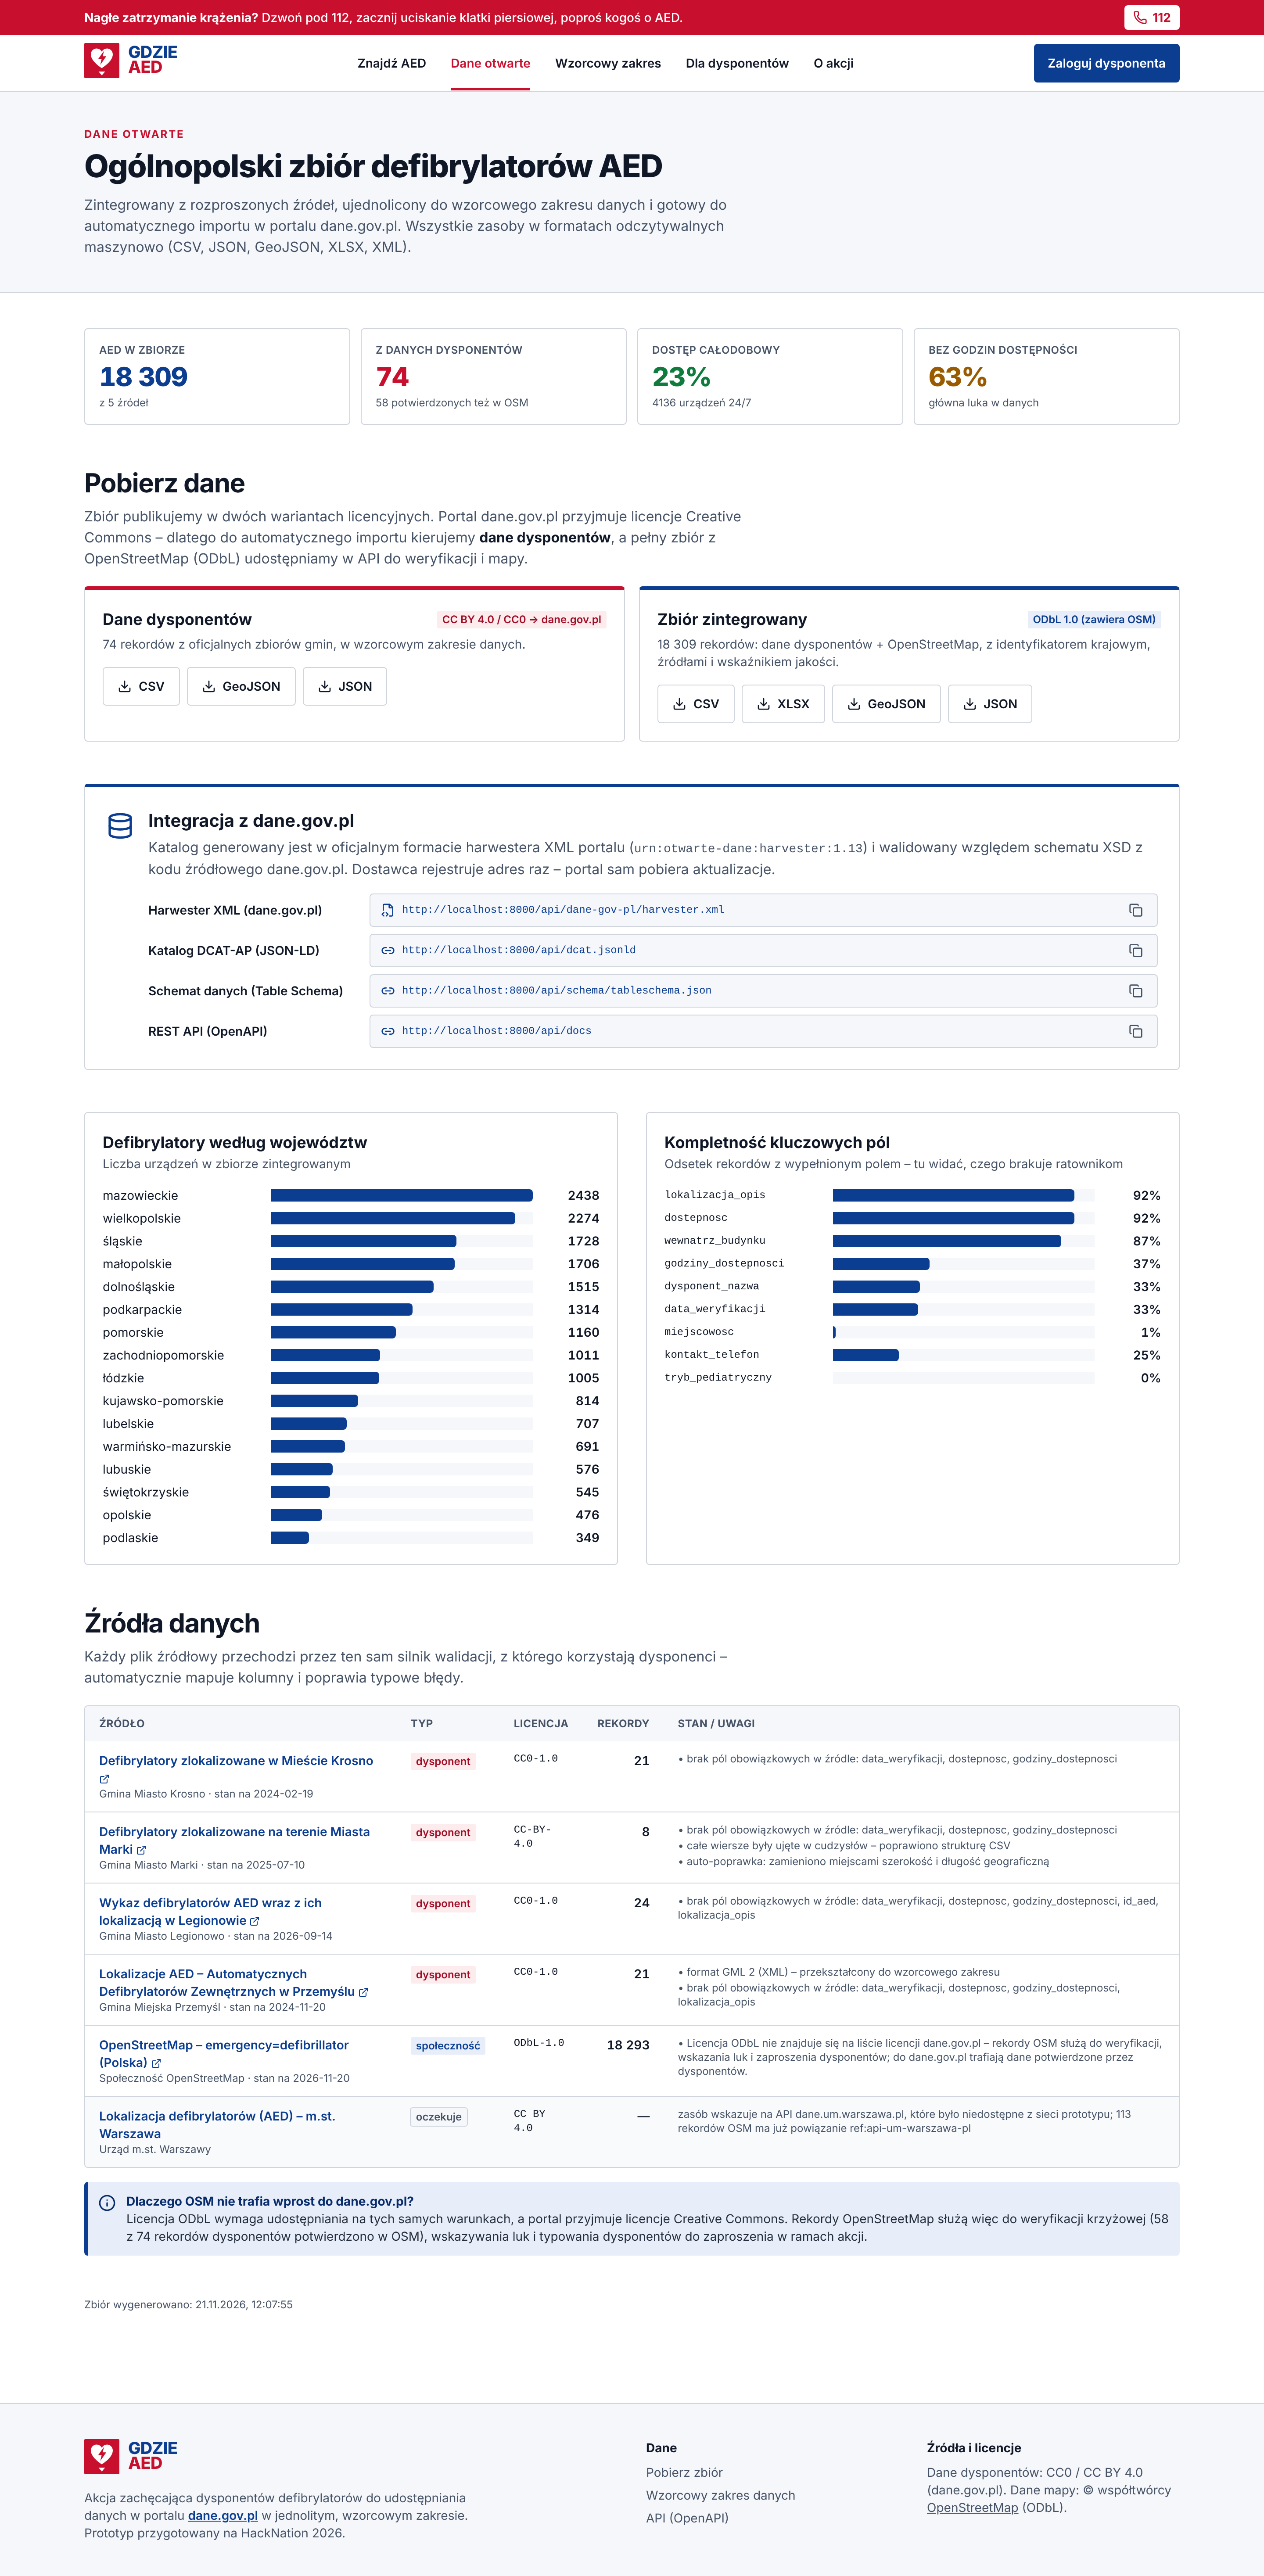 Nagłe zatrzymanie krążenia? Dzwoń pod 112, zacznij uciskanie klatki piersiowej, poproś kogoś o AED.
112
GDZIE
AED
Znajdź AED
Dane otwarte
Wzorcowy zakres
Dla dysponentów
O akcji
Zaloguj dysponenta
DANE OTWARTE
Ogólnopolski zbiór defibrylatorów AED
Zintegrowany z rozproszonych źródeł, ujednolicony do wzorcowego zakresu danych i gotowy do
automatycznego importu w portalu dane.gov.pl. Wszystkie zasoby w formatach odczytywalnych
maszynowo (CSV, JSON, GeoJSON, XLSX, XML).
AED W ZBIORZE
18 309
z 5 źródeł
Z DANYCH DYSPONENTÓW
74
58 potwierdzonych też w OSM
DOSTĘP CAŁODOBOWY
23%
4136 urządzeń 24/7
BEZ GODZIN DOSTĘPNOŚCI
63%
główna luka w danych
Pobierz dane
Zbiór publikujemy w dwóch wariantach licencyjnych. Portal dane.gov.pl przyjmuje licencje Creative
Commons – dlatego do automatycznego importu kierujemy dane dysponentów, a pełny zbiór z
OpenStreetMap (ODbL) udostępniamy w API do weryfikacji i mapy.
Dane dysponentów
CC BY 4.0 / CC0 → dane.gov.pl
74 rekordów z oficjalnych zbiorów gmin, w wzorcowym zakresie danych.
CSV
GeoJSON
JSON
Zbiór zintegrowany
ODbL 1.0 (zawiera OSM)
18 309 rekordów: dane dysponentów + OpenStreetMap, z identyfikatorem krajowym,
źródłami i wskaźnikiem jakości.
CSV
XLSX
GeoJSON
JSON
Integracja z dane.gov.pl
Katalog generowany jest w oficjalnym formacie harwestera XML portalu (urn:otwarte-dane:harvester:1.13) i walidowany względem schematu XSD z
kodu źródłowego dane.gov.pl. Dostawca rejestruje adres raz – portal sam pobiera aktualizacje.
Harwester XML (dane.gov.pl)
http://localhost:8000/api/dane-gov-pl/harvester.xml
Katalog DCAT-AP (JSON-LD)
http://localhost:8000/api/dcat.jsonld
Schemat danych (Table Schema)
http://localhost:8000/api/schema/tableschema.json
REST API (OpenAPI)
http://localhost:8000/api/docs
Defibrylatory według województw
Liczba urządzeń w zbiorze zintegrowanym
mazowieckie 2438
wielkopolskie 2274
śląskie 1728
małopolskie 1706
dolnośląskie 1515
podkarpackie 1314
pomorskie 1160
zachodniopomorskie 1011
łódzkie 1005
kujawsko-pomorskie 814
lubelskie 707
warmińsko-mazurskie 691
lubuskie 576
świętokrzyskie 545
opolskie 476
podlaskie 349
Kompletność kluczowych pól
Odsetek rekordów z wypełnionym polem – tu widać, czego brakuje ratownikom
lokalizacja_opis 92%
dostepnosc 92%
wewnatrz_budynku 87%
godziny_dostepnosci 37%
dysponent_nazwa 33%
data_weryfikacji 33%
miejscowosc 1%
kontakt_telefon 25%
tryb_pediatryczny 0%
Źródła danych
Każdy plik źródłowy przechodzi przez ten sam silnik walidacji, z którego korzystają dysponenci –
automatycznie mapuje kolumny i poprawia typowe błędy.
ŹRÓDŁO TYP LICENCJA REKORDY STAN / UWAGI
Defibrylatory zlokalizowane w Mieście Krosno
Gmina Miasto Krosno · stan na 2024-02-19
dysponent
CC0-1.0
21
• brak pól obowiązkowych w źródle: data_weryfikacji, dostepnosc, godziny_dostepnosci
Defibrylatory zlokalizowane na terenie Miasta
Marki
Gmina Miasto Marki · stan na 2025-07-10
dysponent
CC-BY-
4.0
8
• brak pól obowiązkowych w źródle: data_weryfikacji, dostepnosc, godziny_dostepnosci
• całe wiersze były ujęte w cudzysłów – poprawiono strukturę CSV
• auto-poprawka: zamieniono miejscami szerokość i długość geograficzną
Wykaz defibrylatorów AED wraz z ich
lokalizacją w Legionowie
Gmina Miasto Legionowo · stan na 2026-09-14
dysponent
CC0-1.0
24
• brak pól obowiązkowych w źródle: data_weryfikacji, dostepnosc, godziny_dostepnosci, id_aed,
lokalizacja_opis
Lokalizacje AED – Automatycznych
Defibrylatorów Zewnętrznych w Przemyślu
Gmina Miejska Przemyśl · stan na 2024-11-20
dysponent
CC0-1.0
21
• format GML 2 (XML) – przekształcony do wzorcowego zakresu
• brak pól obowiązkowych w źródle: data_weryfikacji, dostepnosc, godziny_dostepnosci,
lokalizacja_opis
OpenStreetMap – emergency=defibrillator
(Polska)
Społeczność OpenStreetMap · stan na 2026-11-20
społeczność
ODbL-1.0
18 293
• Licencja ODbL nie znajduje się na liście licencji dane.gov.pl – rekordy OSM służą do weryfikacji,
wskazania luk i zaproszenia dysponentów; do dane.gov.pl trafiają dane potwierdzone przez
dysponentów.
Lokalizacja defibrylatorów (AED) – m.st.
Warszawa
Urząd m.st. Warszawy
oczekuje
CC BY
4.0
—
zasób wskazuje na API dane.um.warszawa.pl, które było niedostępne z sieci prototypu; 113
rekordów OSM ma już powiązanie ref:api-um-warszawa-pl
Dlaczego OSM nie trafia wprost do dane.gov.pl?
Licencja ODbL wymaga udostępniania na tych samych warunkach, a portal przyjmuje licencje Creative Commons. Rekordy OpenStreetMap służą więc do weryfikacji krzyżowej (58
z 74 rekordów dysponentów potwierdzono w OSM), wskazywania luk i typowania dysponentów do zaproszenia w ramach akcji.
Zbiór wygenerowano: 21.11.2026, 12:07:55
GDZIE
AED
Akcja zachęcająca dysponentów defibrylatorów do udostępniania
danych w portalu dane.gov.pl w jednolitym, wzorcowym zakresie.
Prototyp przygotowany na HackNation 2026.
Dane
Pobierz zbiór
Wzorcowy zakres danych
API (OpenAPI)
Źródła i licencje
Dane dysponentów: CC0 / CC BY 4.0
(dane.gov.pl). Dane mapy: © współtwórcy
OpenStreetMap (ODbL).